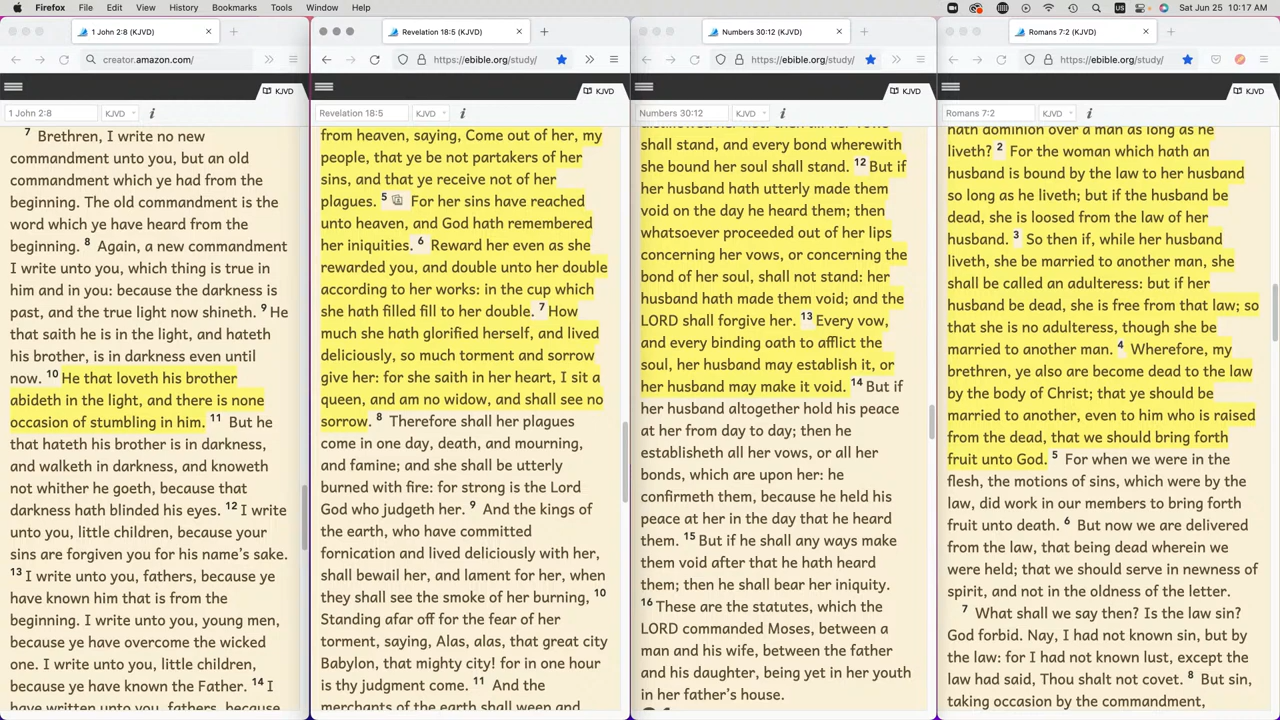 Firefox File Edit View History Bookmarks Tools Window Help Sat Jun 25 10:17 AM
1 John 2:8 (KJVD)
creator.amazon.com/
KJVD
1 John 2:8 KJVD i
7 Brethren, I write no new
commandment unto you, but an old
commandment which ye had from the
beginning. The old commandment is the
word which ye have heard from the
beginning. 8 Again, a new commandment
I write unto you, which thing is true in
him and in you: because the darkness is
past, and the true light now shineth. 9 He
that saith he is in the light, and hateth
his brother, is in darkness even until
now. 10 He that loveth his brother
abideth in the light, and there is none
occasion of stumbling in him. 11 But he
that hateth his brother is in darkness,
and walketh in darkness, and knoweth
not whither he goeth, because that
darkness hath blinded his eyes. 12 I write
unto you, little children, because your
sins are forgiven you for his name’s sake.
13 I write unto you, fathers, because ye
have known him that is from the
beginning. I write unto you, young men,
because ye have overcome the wicked
one. I write unto you, little children,
because ye have known the Father. 14 I
have written unto you, fathers, because
Revelation 18:5 (KJVD)
https://ebible.org/study/
KJVD
Revelation 18:5 KJVD i
from heaven, saying, Come out of her, my
people, that ye be not partakers of her
sins, and that ye receive not of her
plagues. 5 For her sins have reached
unto heaven, and God hath remembered
her iniquities. 6 Reward her even as she
rewarded you, and double unto her double
according to her works: in the cup which
she hath filled fill to her double. 7 How
much she hath glorified herself, and lived
deliciously, so much torment and sorrow
give her: for she saith in her heart, I sit a
queen, and am no widow, and shall see no
sorrow. 8 Therefore shall her plagues
come in one day, death, and mourning,
and famine; and she shall be utterly
burned with fire: for strong is the Lord
God who judgeth her. 9 And the kings of
the earth, who have committed
fornication and lived deliciously with her,
shall bewail her, and lament for her, when
they shall see the smoke of her burning, 10
Standing afar off for the fear of her
torment, saying, Alas, alas, that great city
Babylon, that mighty city! for in one hour
is thy judgment come. 11 And the
merchants of the earth shall weep and
Numbers 30:12 (KJVD)
https://ebible.org/study/
KJVD
Numbers 30:12 KJVD i
disallowed her not: then all her vows
shall stand, and every bond wherewith
she bound her soul shall stand. 12 But if
her husband hath utterly made them
void on the day he heard them; then
whatsoever proceeded out of her lips
concerning her vows, or concerning the
bond of her soul, shall not stand: her
husband hath made them void; and the
LORD shall forgive her. 13 Every vow,
and every binding oath to afflict the
soul, her husband may establish it, or
her husband may make it void. 14 But if
her husband altogether hold his peace
at her from day to day; then he
establisheth all her vows, or all her
bonds, which are upon her: he
confirmeth them, because he held his
peace at her in the day that he heard
them. 15 But if he shall any ways make
them void after that he hath heard
them; then he shall bear her iniquity.
16 These are the statutes, which the
LORD commanded Moses, between a
man and his wife, between the father
and his daughter, being yet in her youth
in her father’s house.
Romans 7:2 (KJVD)
https://ebible.org/study/
KJVD
Romans 7:2 KJVD i
hath dominion over a man as long as he
liveth? 2 For the woman which hath an
husband is bound by the law to her husband
so long as he liveth; but if the husband be
dead, she is loosed from the law of her
husband. 3 So then if, while her husband
liveth, she be married to another man, she
shall be called an adulteress: but if her
husband be dead, she is free from that law; so
that she is no adulteress, though she be
married to another man. 4 Wherefore, my
brethren, ye also are become dead to the law
by the body of Christ; that ye should be
married to another, even to him who is raised
from the dead, that we should bring forth
fruit unto God. 5 For when we were in the
flesh, the motions of sins, which were by the
law, did work in our members to bring forth
fruit unto death. 6 But now we are delivered
from the law, that being dead wherein we
were held; that we should serve in newness of
spirit, and not in the oldness of the letter.
7 What shall we say then? Is the law sin?
God forbid. Nay, I had not known sin, but by
the law: for I had not known lust, except the
law had said, Thou shalt not covet. 8 But sin,
taking occasion by the commandment,